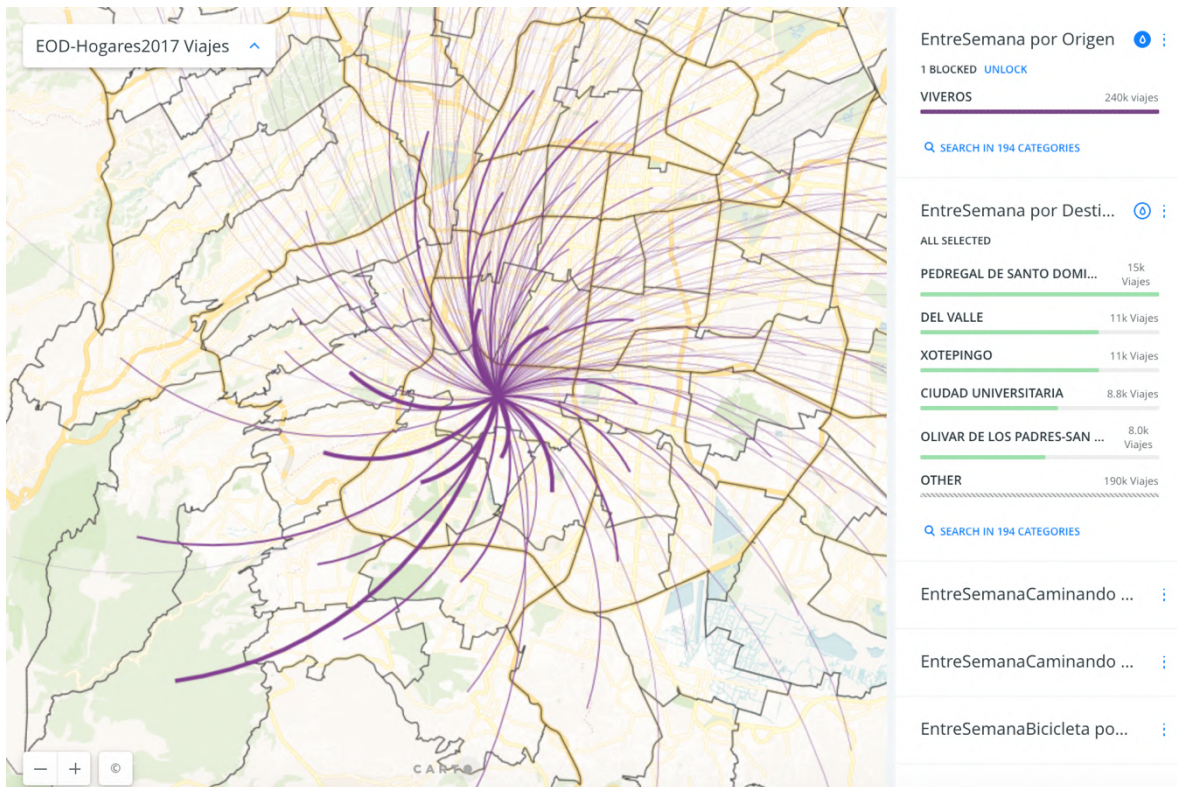 EOD-Hogares2017 Viajes
EntreSemana por Origen
1 BLOCKED UNLOCK
VIVEROS 240k viajes
SEARCH IN 194 CATEGORIES
EntreSemana por Desti...
ALL SELECTED
PEDREGAL DE SANTO DOMI... 15k Viajes
DEL VALLE 11k Viajes
XOTEPINGO 11k Viajes
CIUDAD UNIVERSITARIA 8.8k Viajes
OLIVAR DE LOS PADRES-SAN ... 8.0k Viajes
OTHER 190k Viajes
SEARCH IN 194 CATEGORIES
EntreSemanaCaminando ...
EntreSemanaCaminando ...
EntreSemanaBicicleta po...
− + ©
CARTO